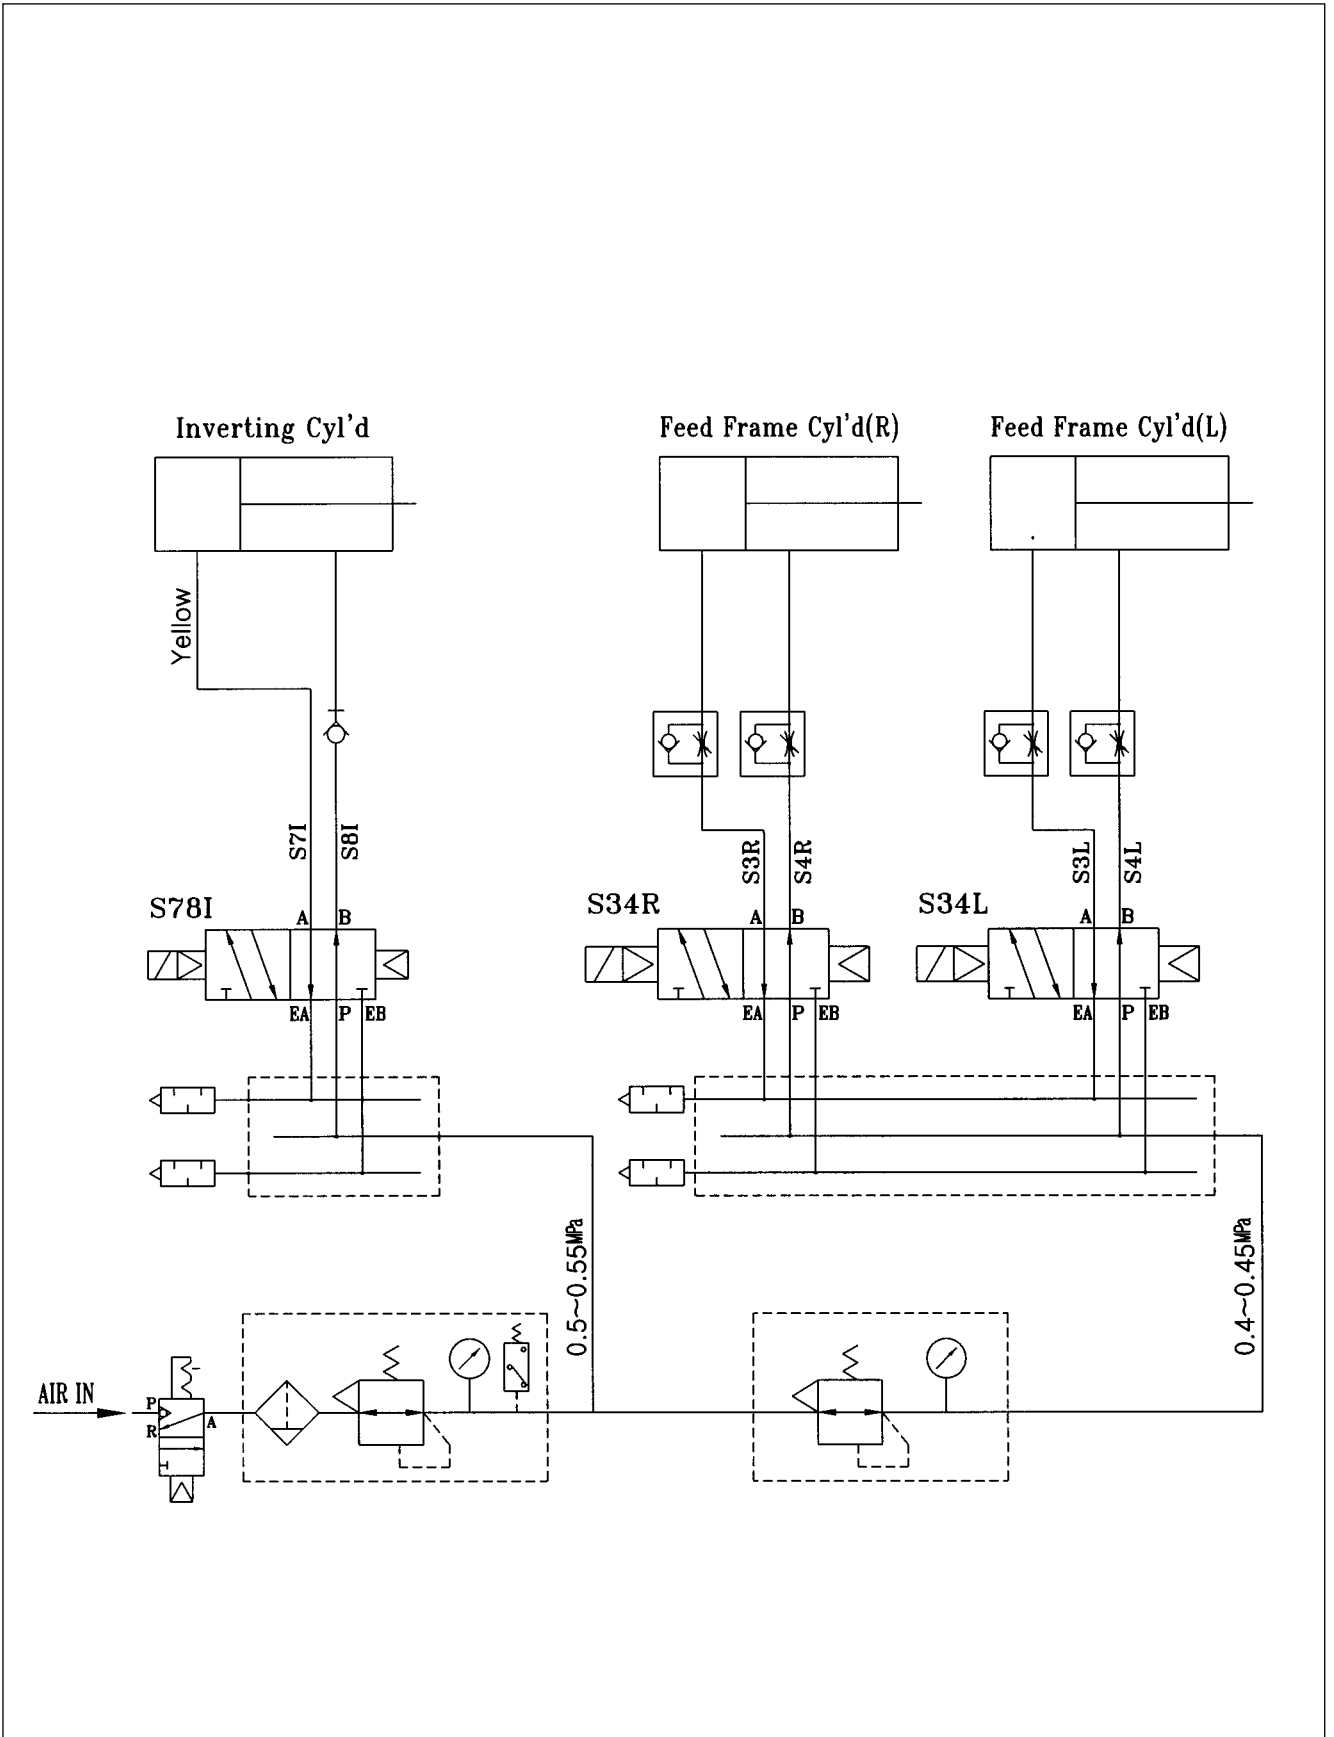 Inverting Cyl'd
Feed Frame Cyl'd(R)
Feed Frame Cyl'd(L)
Yellow
S7I
S8I
S3R
S4R
S3L
S4L
S78I
A
B
S34R
A
B
S34L
A
B
EA
P
EB
EA
P
EB
EA
P
EB
0.5~0.55MPa
0.4~0.45MPa
AIR IN
P
R
A